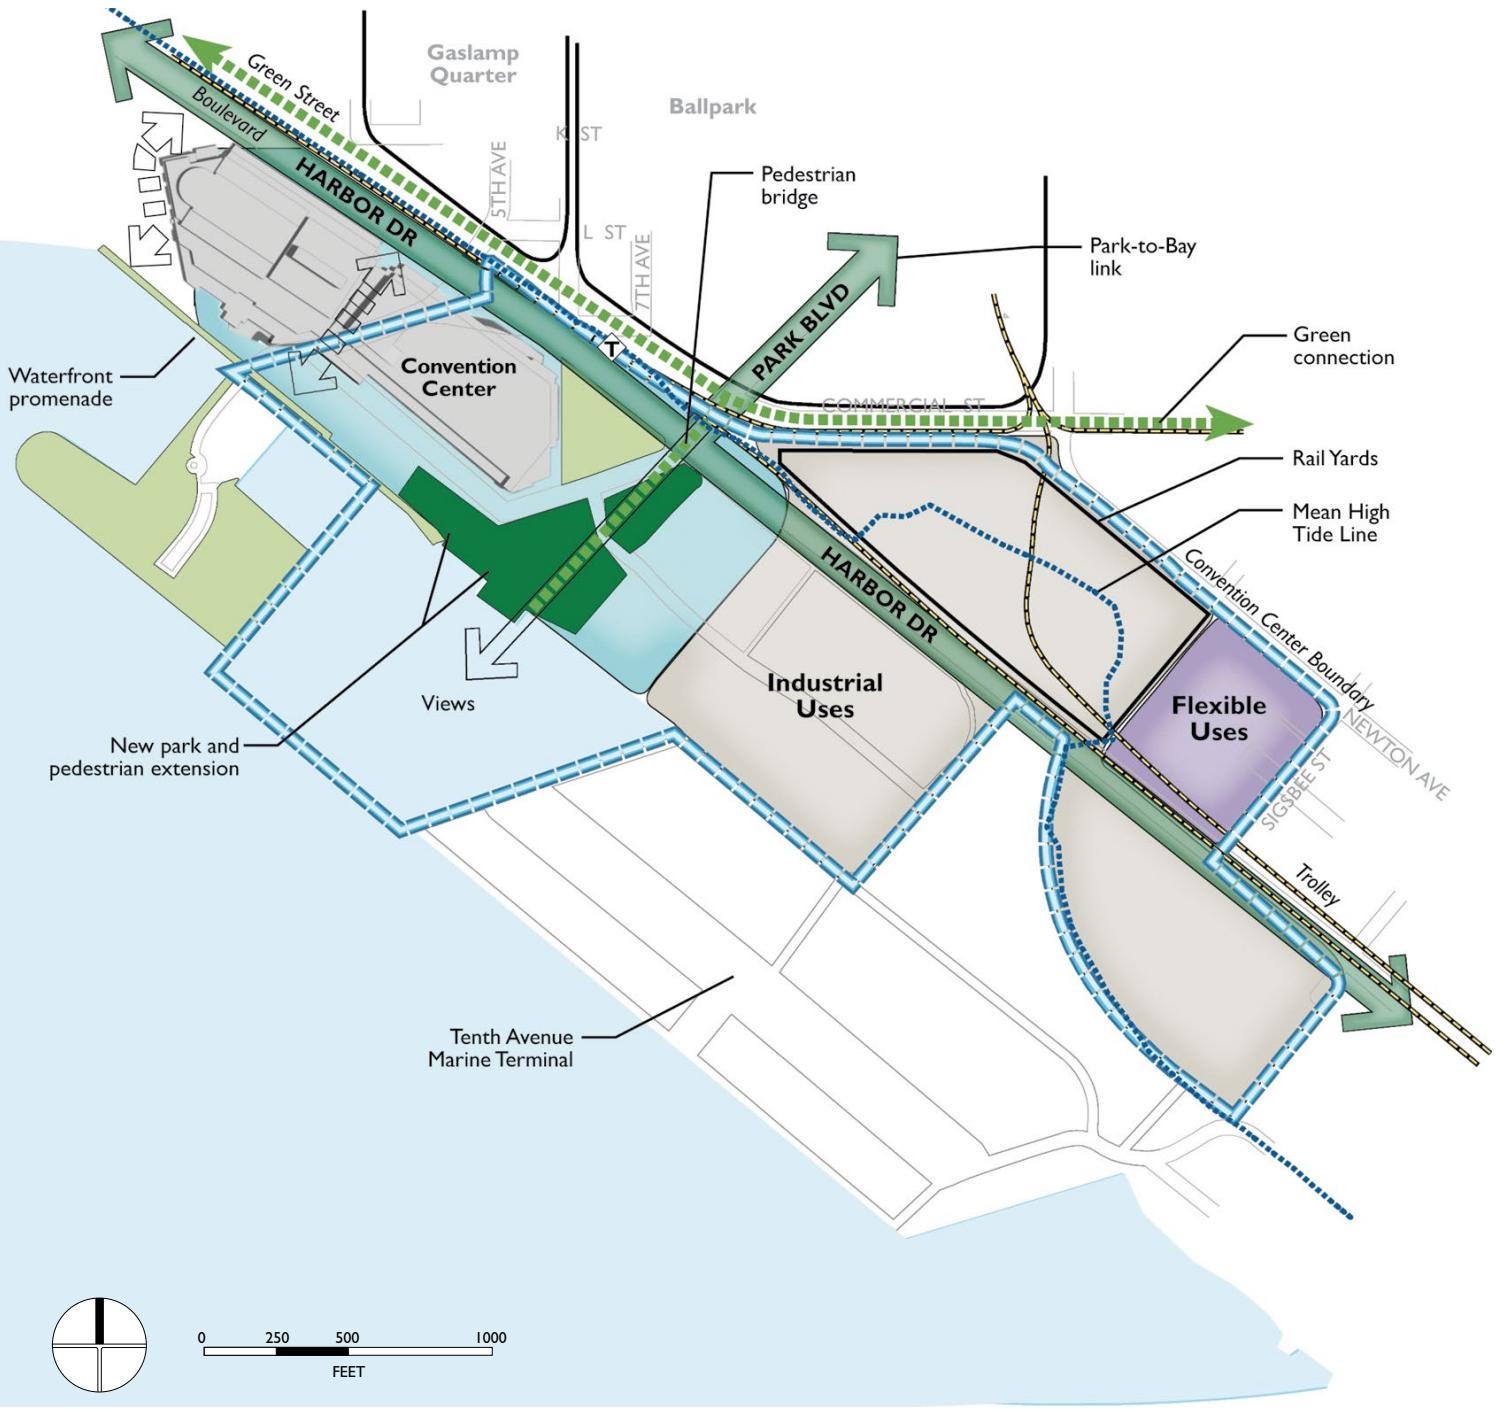 Gaslamp
Quarter
Ballpark
Green Street
Boulevard
HARBOR DR
5TH AVE
K ST
L ST
7TH AVE
Pedestrian
bridge
Park-to-Bay
link
PARK BLVD
Green
connection
COMMERCIAL ST
T
Convention
Center
Waterfront
promenade
Rail Yards
Mean High
Tide Line
Convention Center Boundary
HARBOR DR
Industrial
Uses
Flexible
Uses
NEWTON AVE
SIGSBEE ST
Trolley
Views
New park and
pedestrian extension
Tenth Avenue
Marine Terminal
0 250 500 1000
FEET